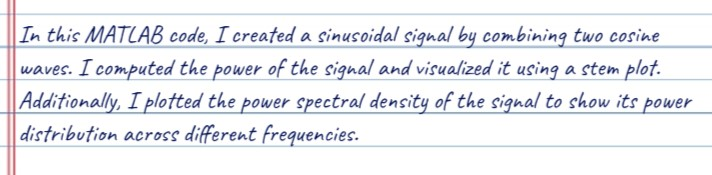 In this MATLAB code, I created a sinusoidal signal by combining two cosine
waves. I computed the power of the signal and visualized it using a stem plot.
Additionally, I plotted the power spectral density of the signal to show its power
distribution across different frequencies.